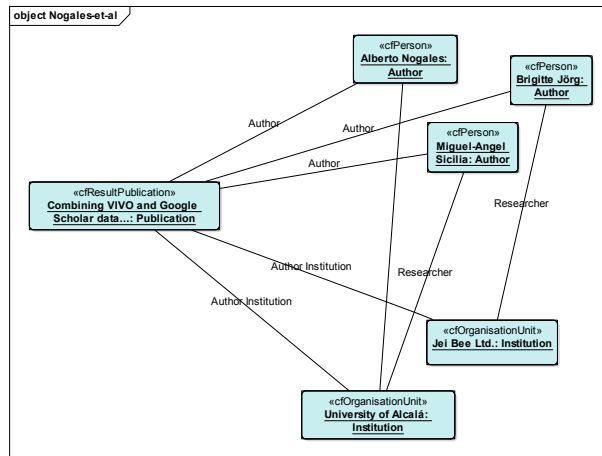 object Nogales-et-al
«cfPerson»
Alberto Nogales:
Author
«cfPerson»
Brigitte Jörg:
Author
«cfPerson»
Miguel-Angel
Sicilia: Author
Author
Author
Author
«cfResultPublication»
Combining VIVO and Google
Scholar data...: Publication
Researcher
Researcher
Author Institution
Author Institution
«cfOrganisationUnit»
Jei Bee Ltd.: Institution
«cfOrganisationUnit»
University of Alcalá:
Institution